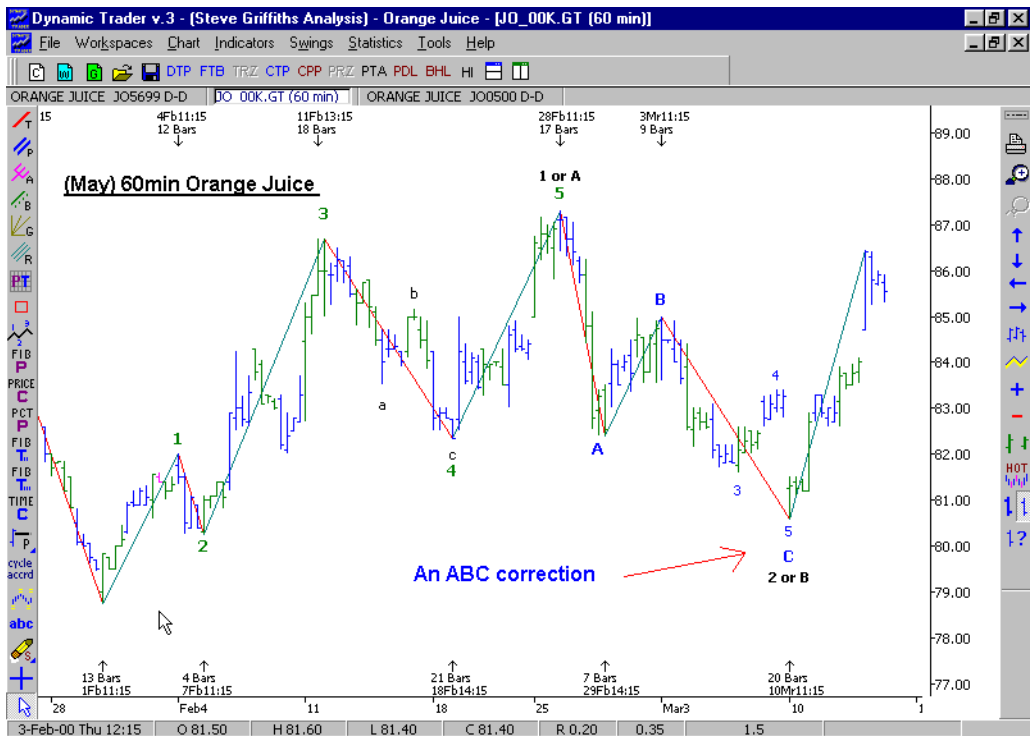 Dynamic Trader v.3 - (Steve Griffiths Analysis) - Orange Juice - [JO_00K.GT (60 min)]
File Workspaces Chart Indicators Swings Statistics Tools Help
C W G DTP FTB TRZ CTP CPP PRZ PTA PDL BHL HI
ORANGE JUICE JO5699 D-D JO_00K.GT (60 min) ORANGE JUICE JO0500 D-D
15 4Fb11:15 11Fb13:15 28Fb11:15 3Mr11:15
12 Bars 18 Bars 17 Bars 9 Bars
(May) 60min Orange Juice
1 or A
5
3
b
B
a
4
1
A
3
c
4
2
5
An ABC correction
C
2 or B
13 Bars 4 Bars 21 Bars 7 Bars 20 Bars
1Fb11:15 7Fb11:15 18Fb14:15 29Fb14:15 10Mr11:15
28 Feb4 11 18 25 Mar3 10 1
89.00
88.00
87.00
86.00
85.00
84.00
83.00
82.00
81.00
80.00
79.00
78.00
77.00
T
P
A
B
G
R
PT
1 2 3
FIB
P
PRICE
C
PCT
P
FIB
T
FIB
T
TIME
C
P
cycle
accrd
abc
S
HOT
1?
3-Feb-00 Thu 12:15 O 81.50 H 81.60 L 81.40 C 81.40 R 0.20 0.35 1.5